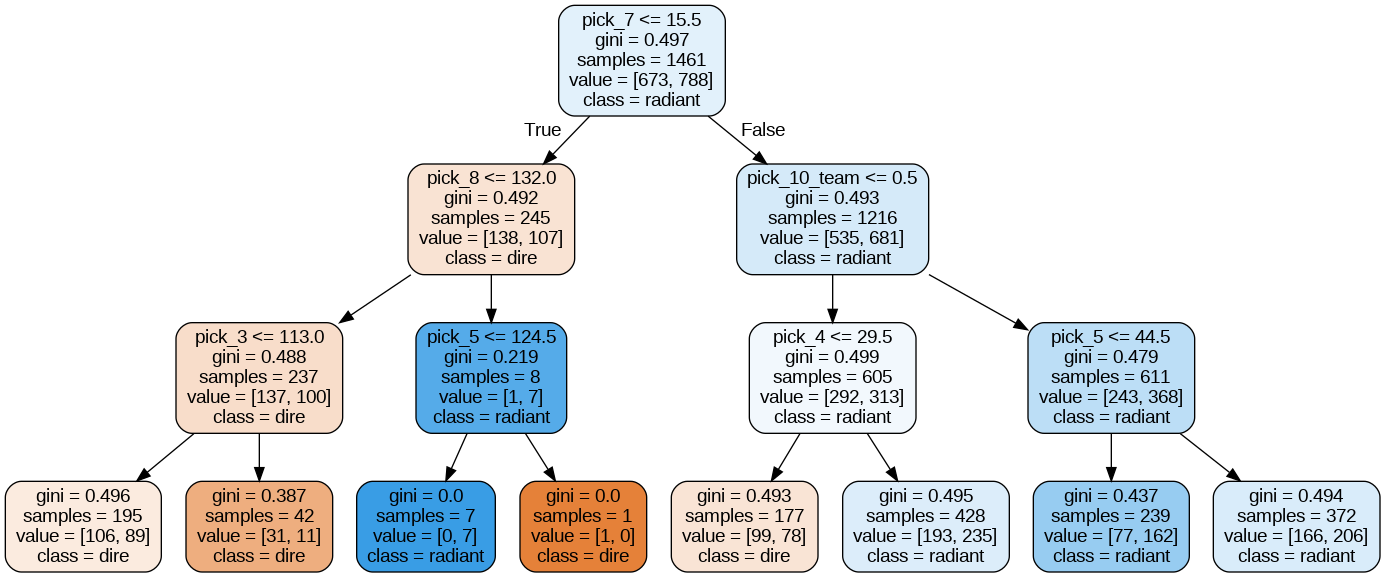 pick_7 <= 15.5
gini = 0.497
samples = 1461
value = [673, 788]
class = radiant
True
False
pick_8 <= 132.0
gini = 0.492
samples = 245
value = [138, 107]
class = dire
pick_10_team <= 0.5
gini = 0.493
samples = 1216
value = [535, 681]
class = radiant
pick_3 <= 113.0
gini = 0.488
samples = 237
value = [137, 100]
class = dire
pick_5 <= 124.5
gini = 0.219
samples = 8
value = [1, 7]
class = radiant
pick_4 <= 29.5
gini = 0.499
samples = 605
value = [292, 313]
class = radiant
pick_5 <= 44.5
gini = 0.479
samples = 611
value = [243, 368]
class = radiant
gini = 0.496
samples = 195
value = [106, 89]
class = dire
gini = 0.387
samples = 42
value = [31, 11]
class = dire
gini = 0.0
samples = 7
value = [0, 7]
class = radiant
gini = 0.0
samples = 1
value = [1, 0]
class = dire
gini = 0.493
samples = 177
value = [99, 78]
class = dire
gini = 0.495
samples = 428
value = [193, 235]
class = radiant
gini = 0.437
samples = 239
value = [77, 162]
class = radiant
gini = 0.494
samples = 372
value = [166, 206]
class = radiant